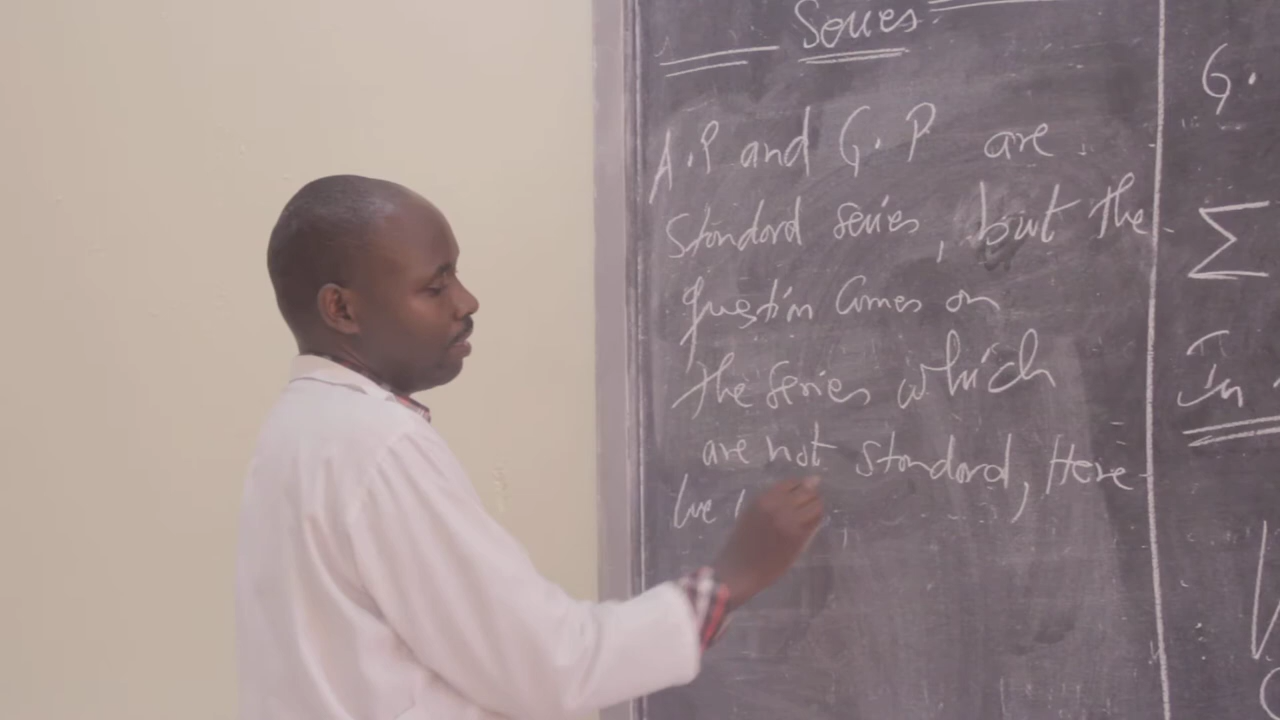 Series
A.P and G.P are
Standard series, but the
question Comes on
the series which
are not standard, Here
We
G.
Σ
In